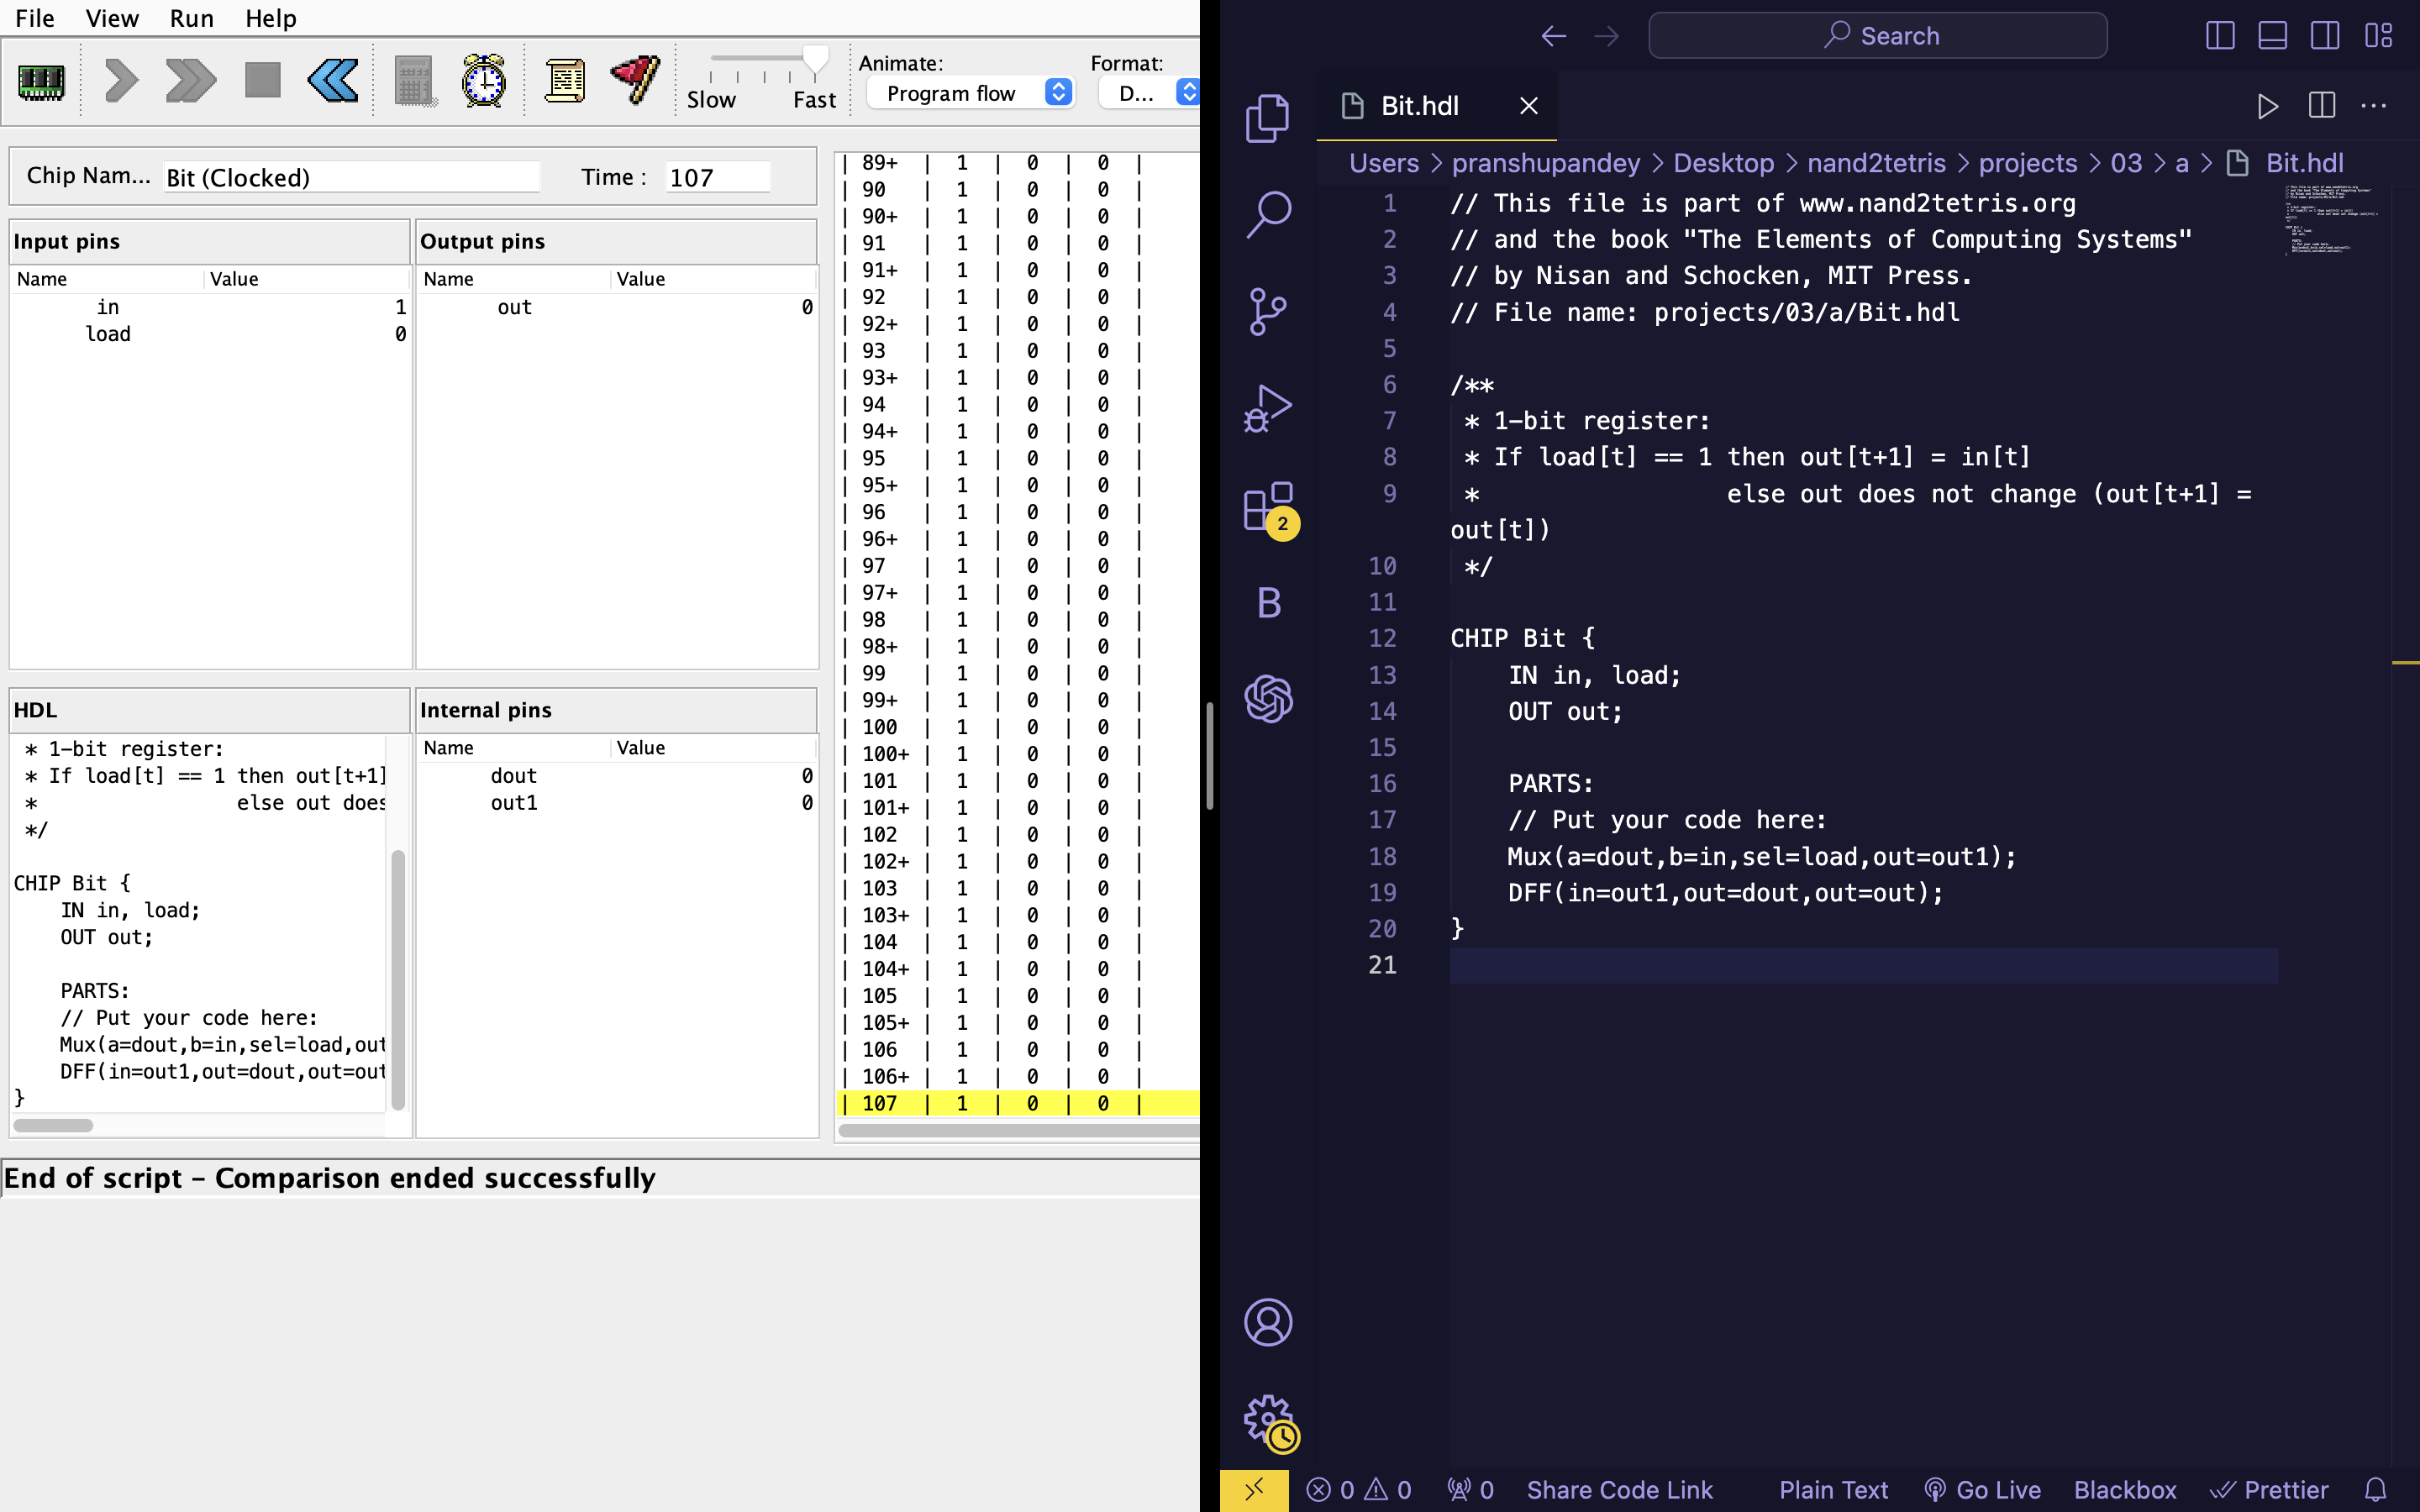 File View Run Help
Slow Fast
Animate:
Program flow
Format:
D...
Chip Nam... Bit (Clocked) Time : 107
Input pins
Name Value
in 1
load 0
Output pins
Name Value
out 0
HDL
* 1-bit register:
* If load[t] == 1 then out[t+1]
* else out does
*/
CHIP Bit {
IN in, load;
OUT out;
PARTS:
// Put your code here:
Mux(a=dout,b=in,sel=load,out
DFF(in=out1,out=dout,out=out
}
Internal pins
Name Value
dout 0
out1 0
| 89+ | 1 | 0 | 0 |
| 90 | 1 | 0 | 0 |
| 90+ | 1 | 0 | 0 |
| 91 | 1 | 0 | 0 |
| 91+ | 1 | 0 | 0 |
| 92 | 1 | 0 | 0 |
| 92+ | 1 | 0 | 0 |
| 93 | 1 | 0 | 0 |
| 93+ | 1 | 0 | 0 |
| 94 | 1 | 0 | 0 |
| 94+ | 1 | 0 | 0 |
| 95 | 1 | 0 | 0 |
| 95+ | 1 | 0 | 0 |
| 96 | 1 | 0 | 0 |
| 96+ | 1 | 0 | 0 |
| 97 | 1 | 0 | 0 |
| 97+ | 1 | 0 | 0 |
| 98 | 1 | 0 | 0 |
| 98+ | 1 | 0 | 0 |
| 99 | 1 | 0 | 0 |
| 99+ | 1 | 0 | 0 |
| 100 | 1 | 0 | 0 |
| 100+ | 1 | 0 | 0 |
| 101 | 1 | 0 | 0 |
| 101+ | 1 | 0 | 0 |
| 102 | 1 | 0 | 0 |
| 102+ | 1 | 0 | 0 |
| 103 | 1 | 0 | 0 |
| 103+ | 1 | 0 | 0 |
| 104 | 1 | 0 | 0 |
| 104+ | 1 | 0 | 0 |
| 105 | 1 | 0 | 0 |
| 105+ | 1 | 0 | 0 |
| 106 | 1 | 0 | 0 |
| 106+ | 1 | 0 | 0 |
| 107 | 1 | 0 | 0 |
End of script - Comparison ended successfully
Search
Bit.hdl
Users > pranshupandey > Desktop > nand2tetris > projects > 03 > a > Bit.hdl
1 // This file is part of www.nand2tetris.org
2 // and the book "The Elements of Computing Systems"
3 // by Nisan and Schocken, MIT Press.
4 // File name: projects/03/a/Bit.hdl
5
6 /**
7 * 1-bit register:
8 * If load[t] == 1 then out[t+1] = in[t]
9 * else out does not change (out[t+1] =
out[t])
10 */
11
12 CHIP Bit {
13 IN in, load;
14 OUT out;
15
16 PARTS:
17 // Put your code here:
18 Mux(a=dout,b=in,sel=load,out=out1);
19 DFF(in=out1,out=dout,out=out);
20 }
21
2
B
0 0 0 Share Code Link Plain Text Go Live Blackbox Prettier